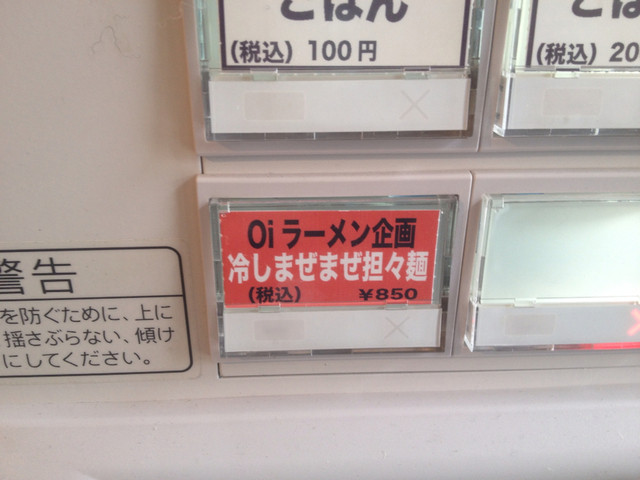 ごはん
(税込) 100円
ごはん
(税込) 20
Oiラーメン企画
冷しまぜまぜ担々麺
(税込) ¥850
警告
を防ぐために、上に
揺さぶらない、傾け
にしてください。